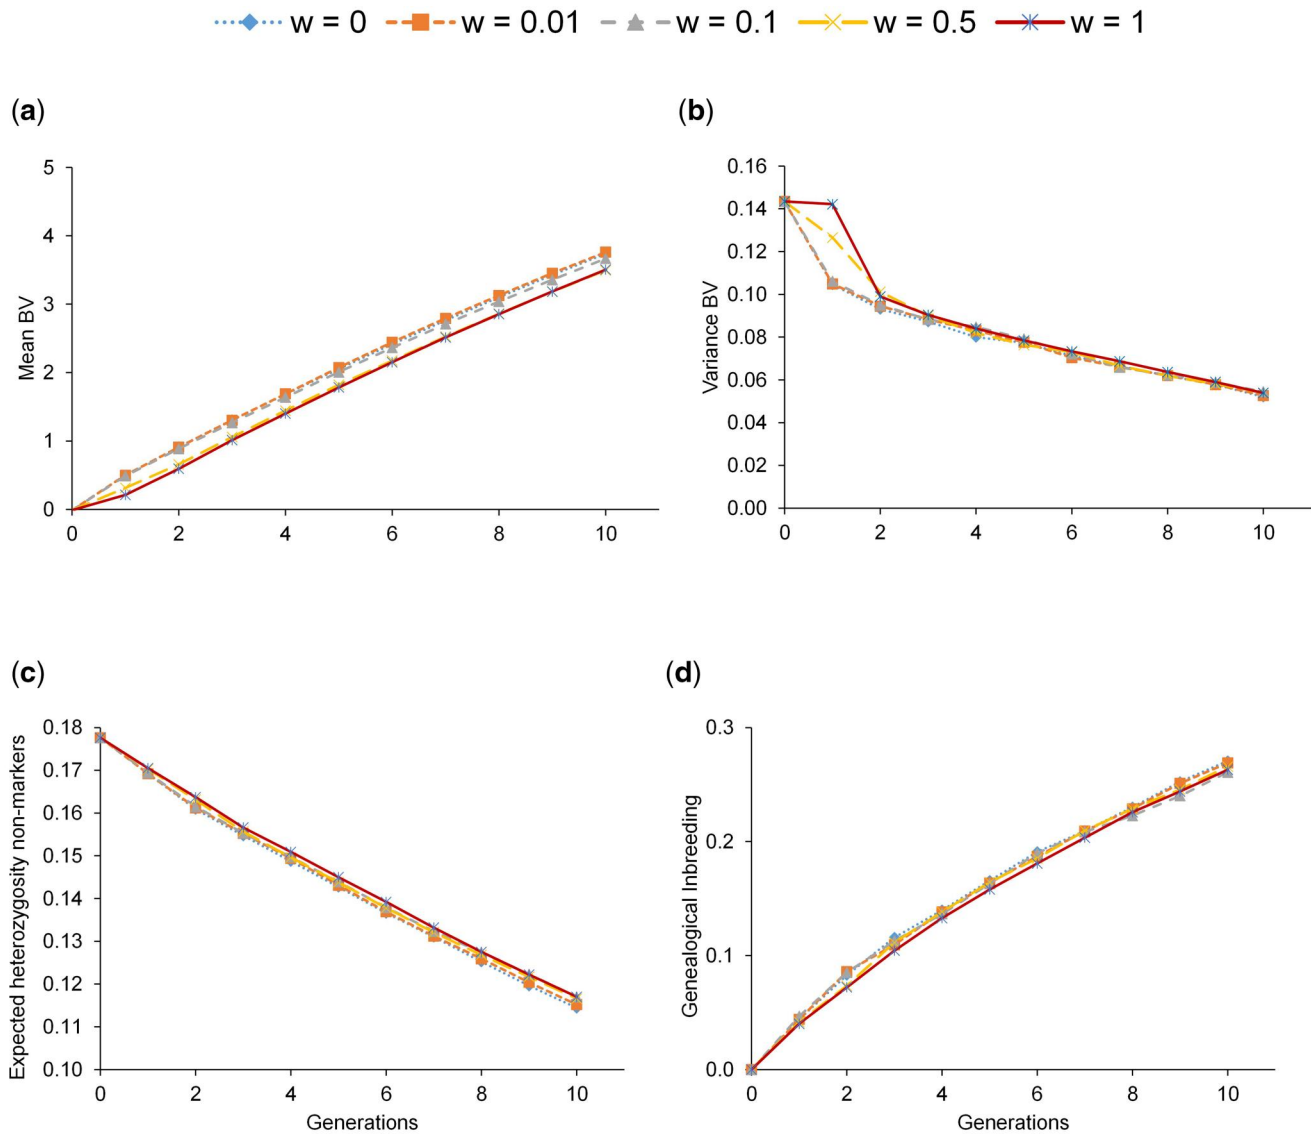 w = 0 w = 0.01 w = 0.1 w = 0.5 w = 1
(a) (b)
5
4
3
2
1
0
Mean BV
0 2 4 6 8 10
0.16
0.14
0.12
0.10
0.08
0.06
0.04
0.02
0.00
Variance BV
0 2 4 6 8 10
(c) (d)
0.18
0.17
0.16
0.15
0.14
0.13
0.12
0.11
0.10
Expected heterozygosity non-markers
0 2 4 6 8 10
Generations
0.3
0.2
0.1
0.0
Genealogical Inbreeding
0 2 4 6 8 10
Generations